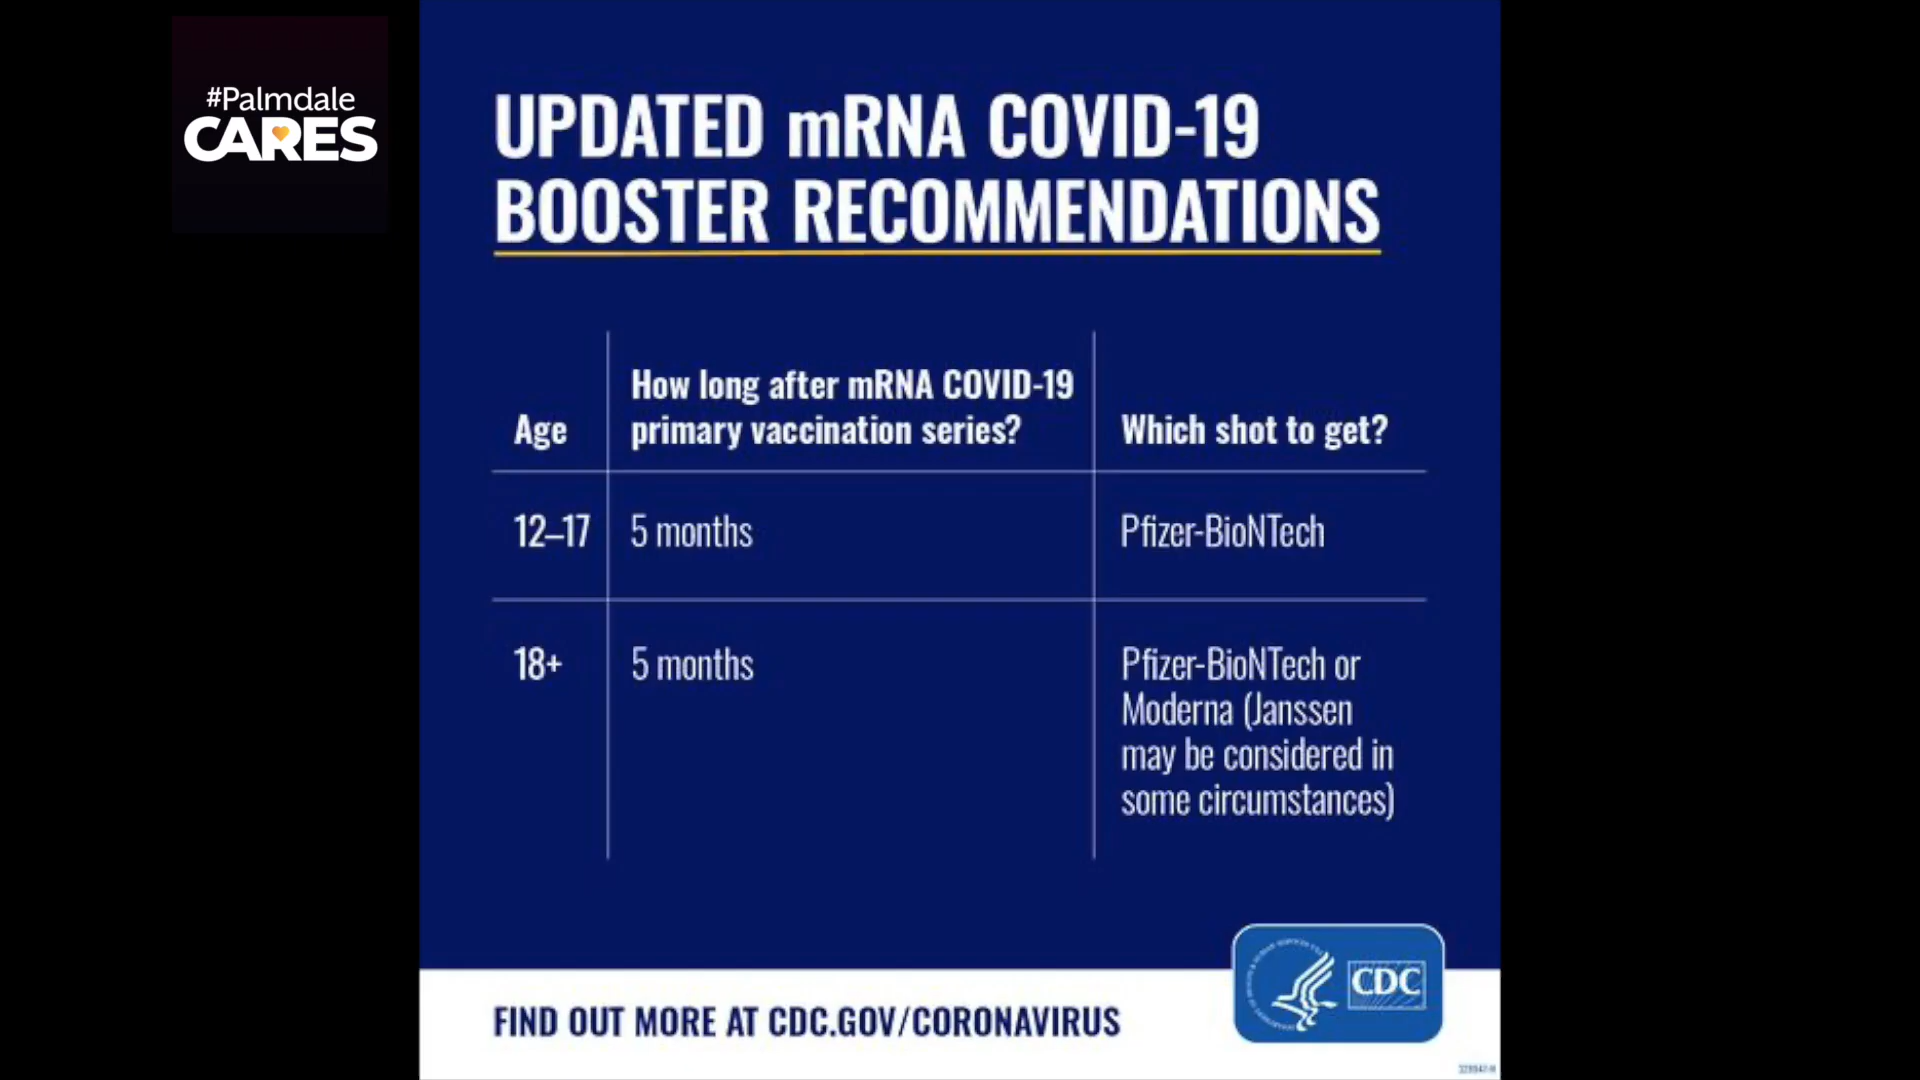 #Palmdale
CARES
UPDATED mRNA COVID-19
BOOSTER RECOMMENDATIONS
Age
How long after mRNA COVID-19
primary vaccination series?
Which shot to get?
12–17
5 months
Pfizer-BioNTech
18+
5 months
Pfizer-BioNTech or
Moderna (Janssen
may be considered in
some circumstances)
FIND OUT MORE AT CDC.GOV/CORONAVIRUS
CDC